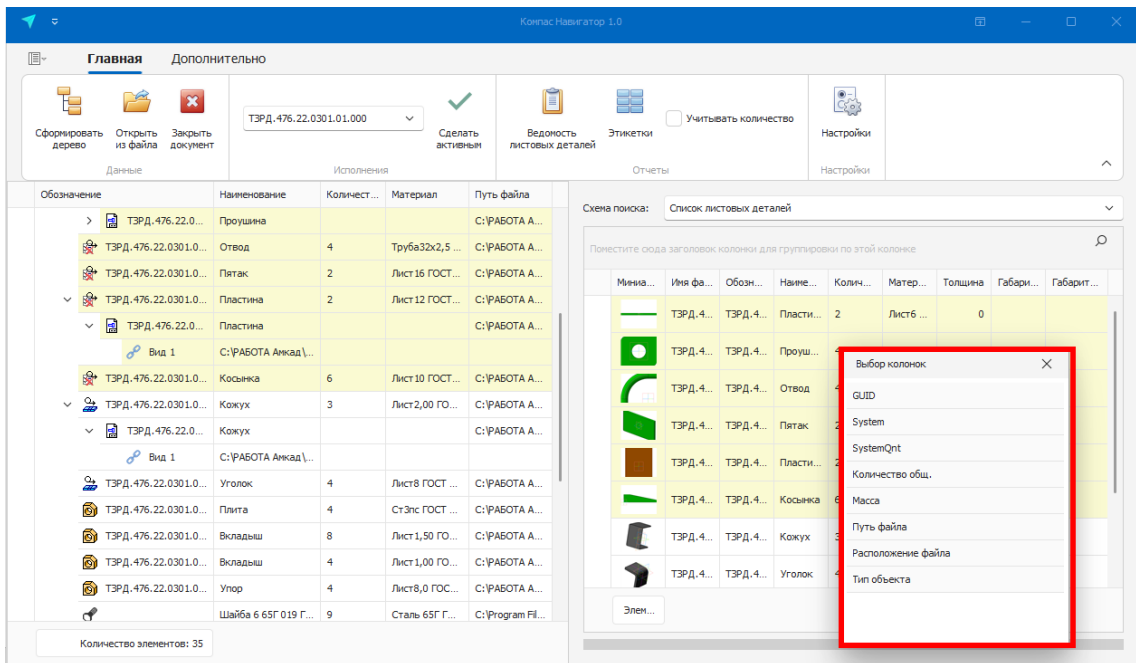 Компас Навигатор 1.0
Главная Дополнительно
Сформировать дерево Открыть из файла Закрыть документ
ТЗРД.476.22.0301.01.000
Сделать активным
Ведомость листовых деталей Этикетки
Учитывать количество
Настройки
Данные Исполнения Отчеты Настройки
Обозначение Наименование Количест... Материал Путь файла
ТЗРД.476.22.0... Проушина C:\РАБОТА А...
ТЗРД.476.22.0301.0... Отвод 4 Труба32х2,5 ... C:\РАБОТА А...
ТЗРД.476.22.0301.0... Пятак 2 Лист16 ГОСТ... C:\РАБОТА А...
ТЗРД.476.22.0301.0... Пластина 2 Лист12 ГОСТ... C:\РАБОТА А...
ТЗРД.476.22.0... Пластина C:\РАБОТА А...
Вид 1 C:\РАБОТА Амкад\...
ТЗРД.476.22.0301.0... Косынка 6 Лист10 ГОСТ... C:\РАБОТА А...
ТЗРД.476.22.0301.0... Кожух 3 Лист2,00 ГО... C:\РАБОТА А...
ТЗРД.476.22.0... Кожух C:\РАБОТА А...
Вид 1 C:\РАБОТА Амкад\...
ТЗРД.476.22.0301.0... Уголок 4 Лист8 ГОСТ ... C:\РАБОТА А...
ТЗРД.476.22.0301.0... Плита 4 Ст3пс ГОСТ ... C:\РАБОТА А...
ТЗРД.476.22.0301.0... Вкладыш 8 Лист1,50 ГО... C:\РАБОТА А...
ТЗРД.476.22.0301.0... Вкладыш 4 Лист1,00 ГО... C:\РАБОТА А...
ТЗРД.476.22.0301.0... Упор 4 Лист8,0 ГОС... C:\РАБОТА А...
Шайба 6 65Г 019 Г... 9 Сталь 65Г Г... C:\Program Fil...
Количество элементов: 35
Схема поиска: Список листовых деталей
Поместите сюда заголовок колонки для группировки по этой колонке
Миниа... Имя фа... Обозн... Наиме... Колич... Матер... Толщина Габари... Габарит...
ТЗРД.4... ТЗРД.4... Пласти... 2 Лист6 ... 0
ТЗРД.4... ТЗРД.4... Проуш...
ТЗРД.4... ТЗРД.4... Отвод
ТЗРД.4... ТЗРД.4... Пятак
ТЗРД.4... ТЗРД.4... Пласти...
ТЗРД.4... ТЗРД.4... Косынка
ТЗРД.4... ТЗРД.4... Кожух
ТЗРД.4... ТЗРД.4... Уголок
Элем...
Выбор колонок
GUID
System
SystemQnt
Количество общ.
Масса
Путь файла
Расположение файла
Тип объекта